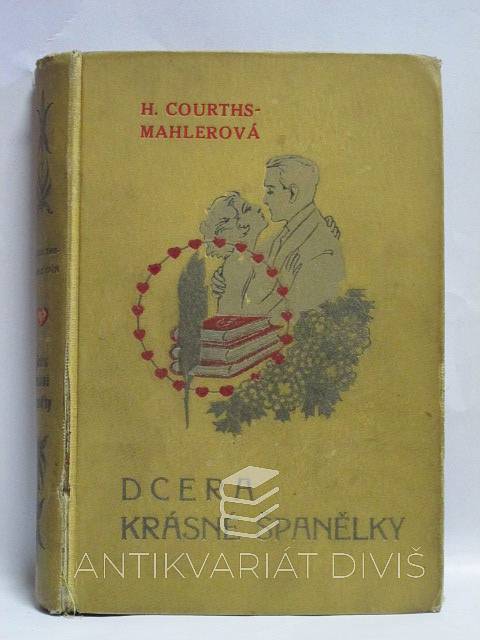 H. COURTHS-
MAHLEROVÁ
DCERA
KRÁSNÉ ŠPANĚLKY
ANTIKVARIÁT DIVIŠ